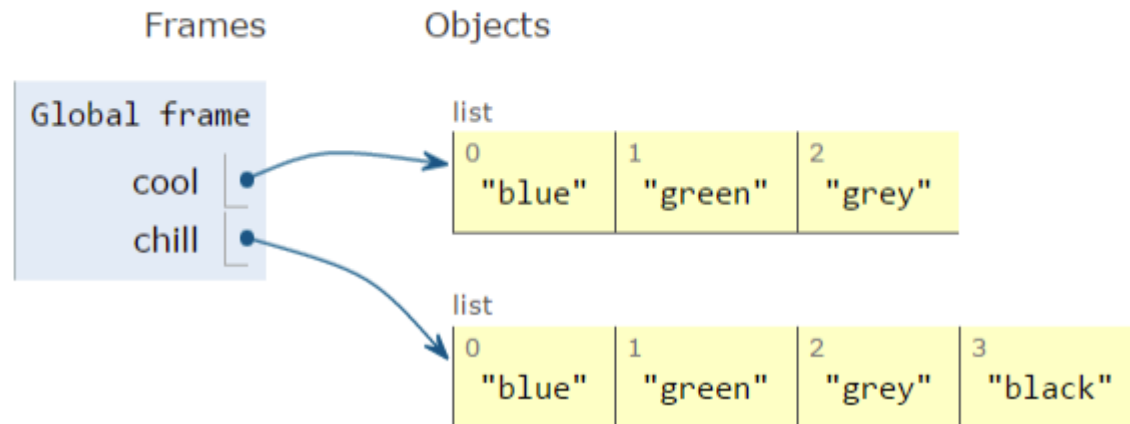 Frames Objects
Global frame
cool
chill
list
0 1 2
"blue" "green" "grey"
list
0 1 2 3
"blue" "green" "grey" "black"